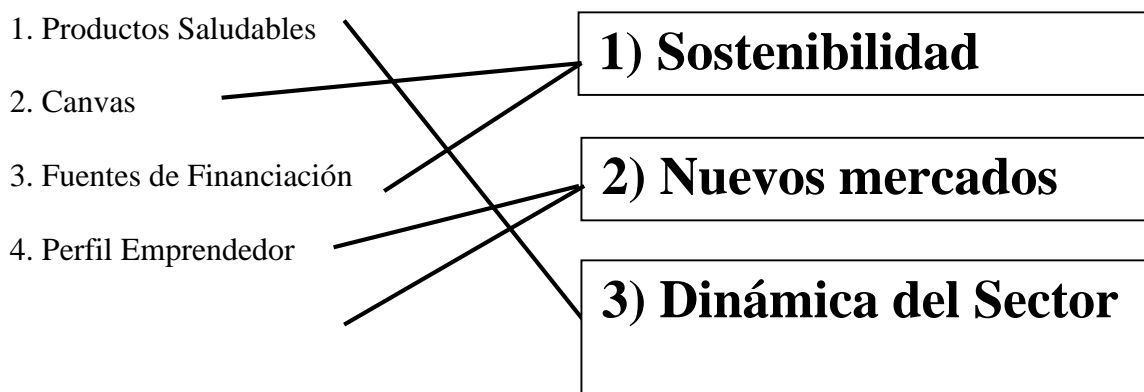 1. Productos Saludables
2. Canvas
3. Fuentes de Financiación
4. Perfil Emprendedor
1) Sostenibilidad
2) Nuevos mercados
3) Dinámica del Sector